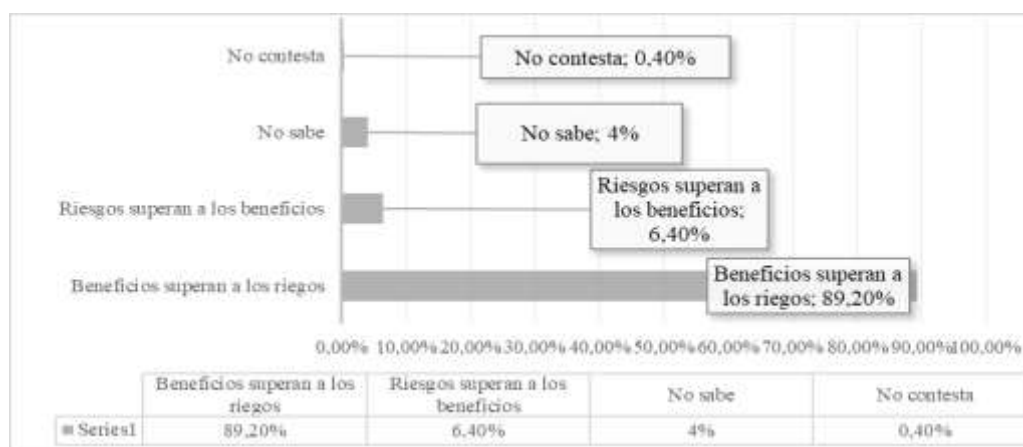 No contesta
No contesta; 0,40%
No sabe
No sabe; 4%
Riesgos superan a los beneficios
Riesgos superan a
los beneficios;
6,40%
Beneficios superan a los riegos
Beneficios superan a
los riegos; 89,20%
0,00% 10,00% 20,00% 30,00% 40,00% 50,00% 60,00% 70,00% 80,00% 90,00% 100,00%
Beneficios superan a los
riegos
Riesgos superan a los
beneficios
No sabe
No contesta
Series1
89,20%
6,40%
4%
0,40%